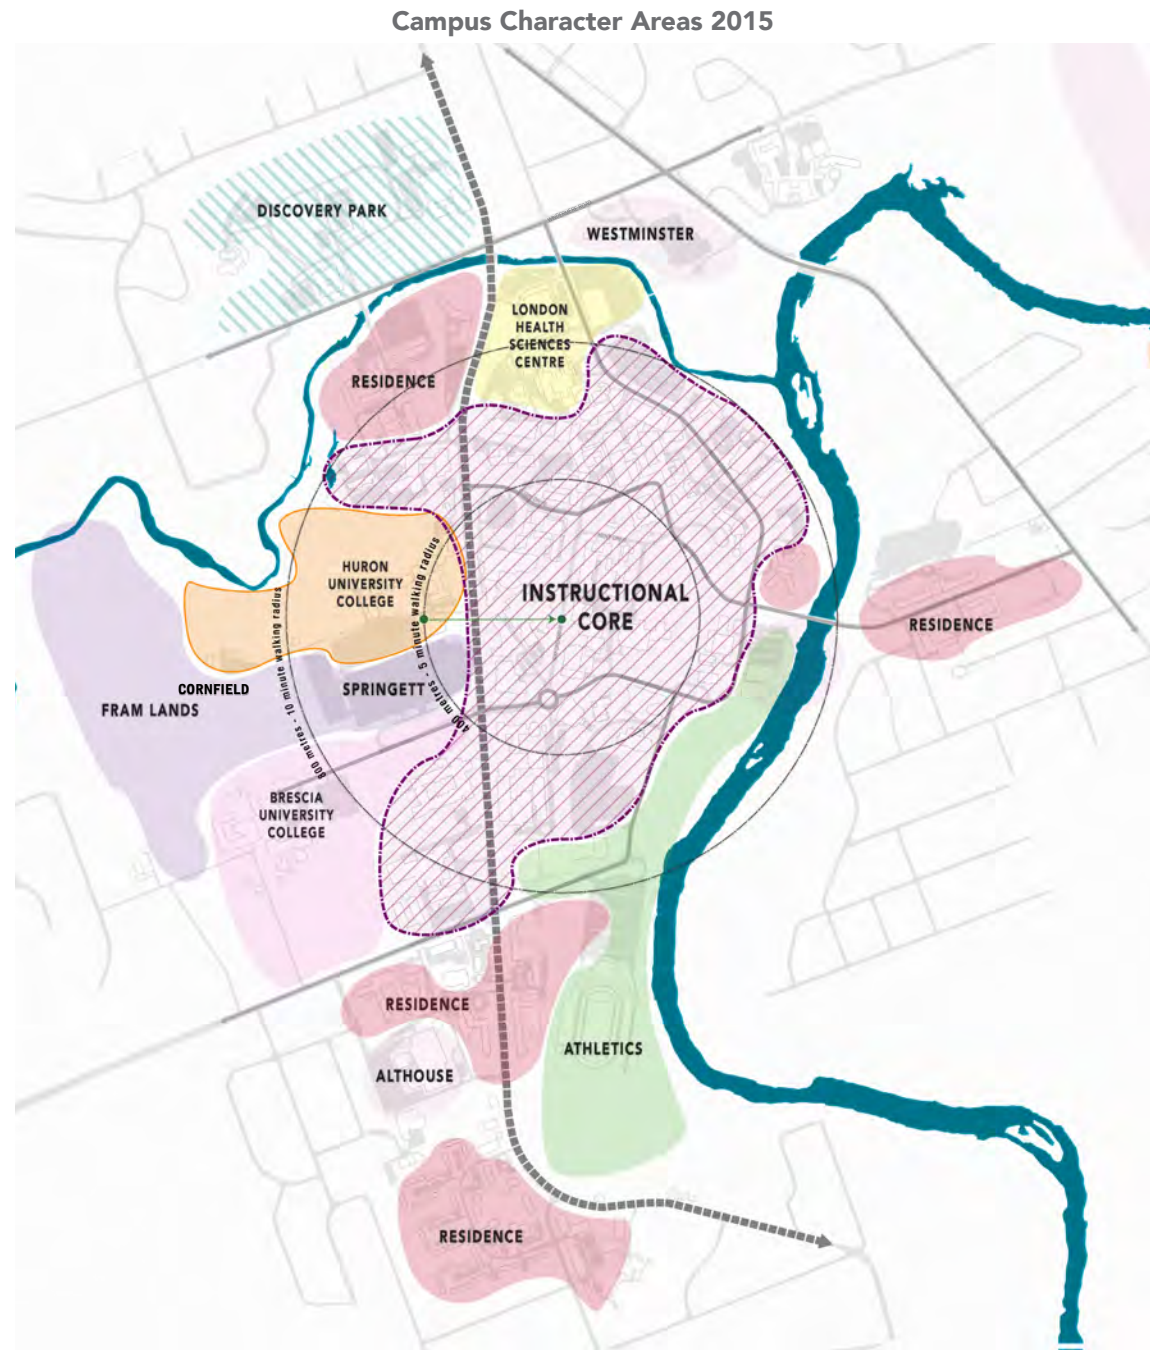 Campus Character Areas 2015
DISCOVERY PARK
WESTMINSTER
LONDON
HEALTH
SCIENCES
CENTRE
RESIDENCE
HURON
UNIVERSITY
COLLEGE
INSTRUCTIONAL
CORE
400 metres - 5 minute walking radius
800 metres - 10 minute walking radius
RESIDENCE
CORNFIELD
SPRINGETT
FRAM LANDS
BRESCIA
UNIVERSITY
COLLEGE
RESIDENCE
ATHLETICS
ALTHOUSE
RESIDENCE